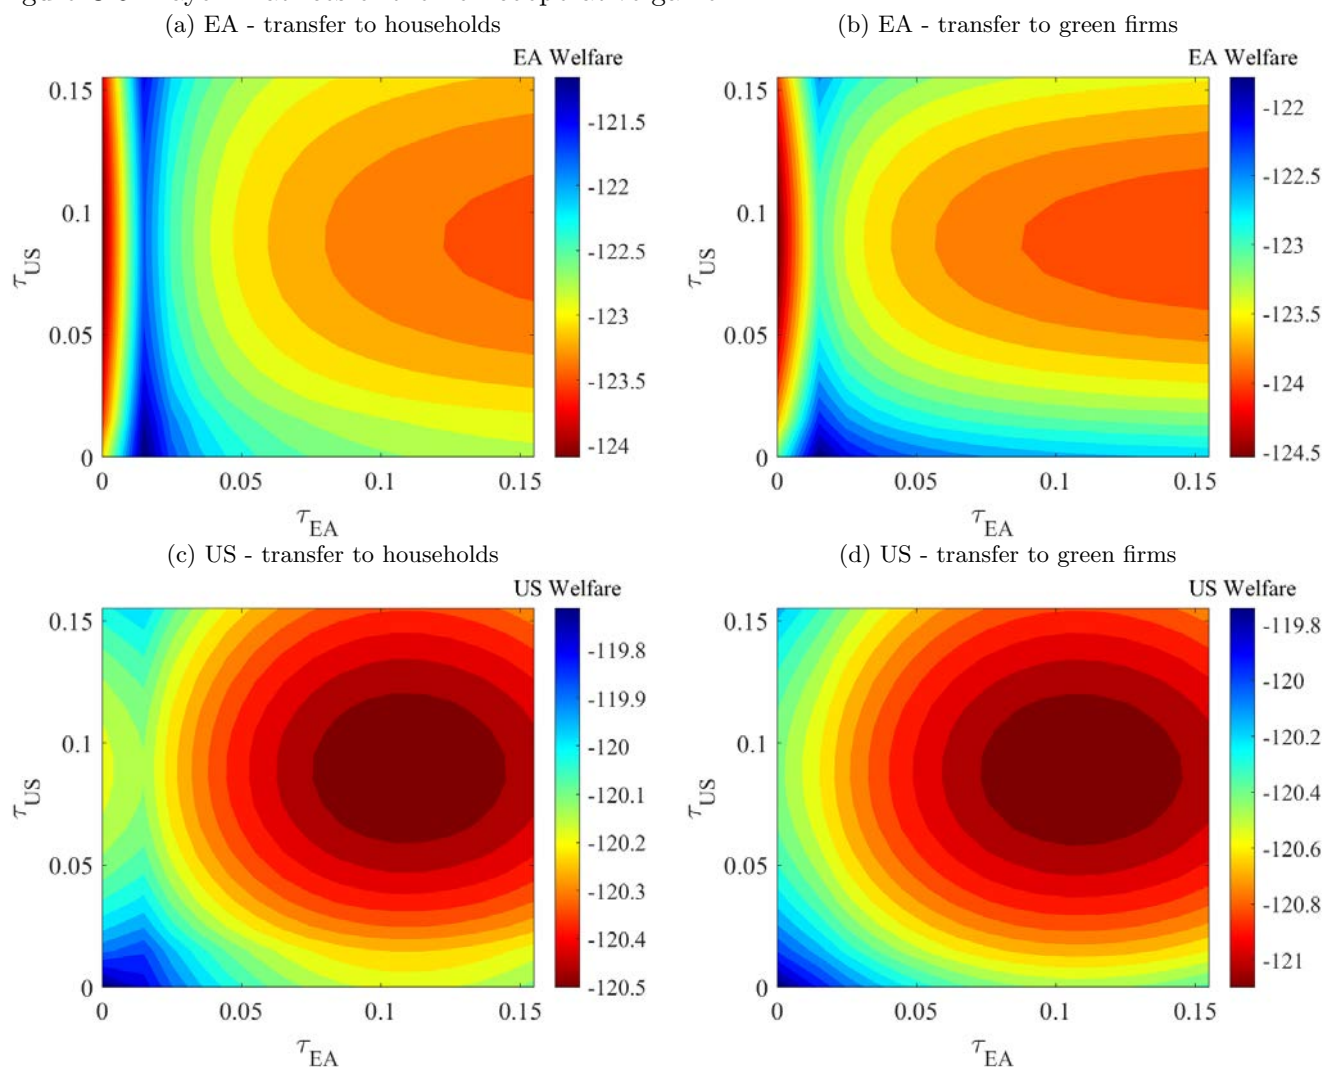 (a) EA - transfer to households
(b) EA - transfer to green firms
EA Welfare
0.15
0.1
0.05
0
τUS
0 0.05 0.1 0.15
τEA
-121.5
-122
-122.5
-123
-123.5
-124
EA Welfare
0.15
0.1
0.05
0
τUS
0 0.05 0.1 0.15
τEA
-122
-122.5
-123
-123.5
-124
-124.5
(c) US - transfer to households
(d) US - transfer to green firms
US Welfare
0.15
0.1
0.05
0
τUS
0 0.05 0.1 0.15
τEA
-119.8
-119.9
-120
-120.1
-120.2
-120.3
-120.4
-120.5
US Welfare
0.15
0.1
0.05
0
τUS
0 0.05 0.1 0.15
τEA
-119.8
-120
-120.2
-120.4
-120.6
-120.8
-121